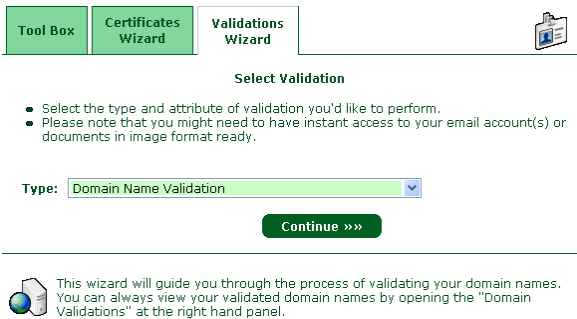 Tool Box
Certificates
Wizard
Validations
Wizard
Select Validation
Select the type and attribute of validation you'd like to perform.
Please note that you might need to have instant access to your email account(s) or
documents in image format ready.
Type: Domain Name Validation
Continue »»
This wizard will guide you through the process of validating your domain names.
You can always view your validated domain names by opening the "Domain
Validations" at the right hand panel.